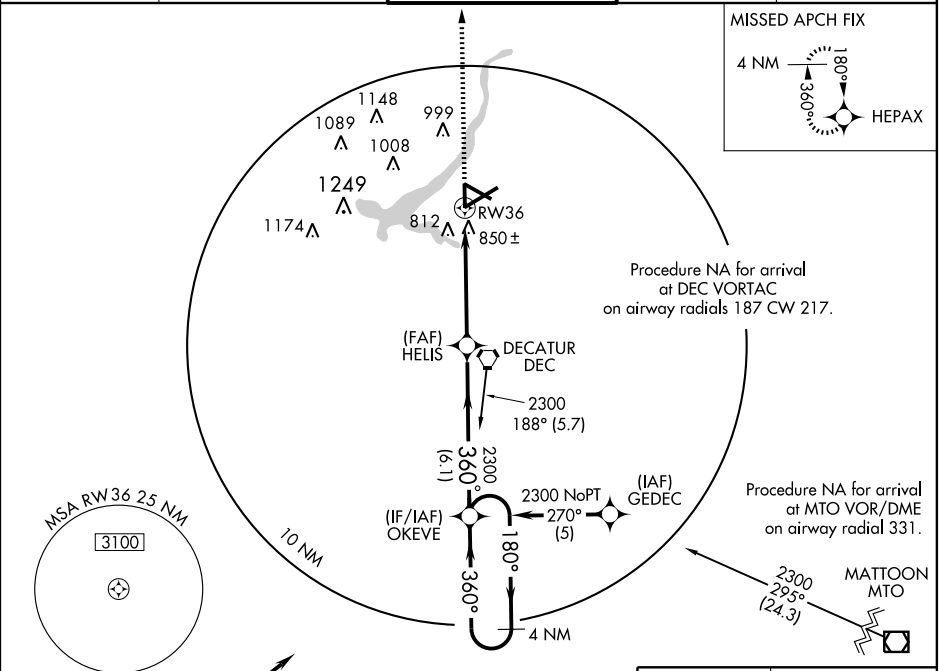 MISSED APCH FIX
4 NM
180°
360°
HEPAX
1148
1089
999
1008
1249
1174
812
RW36
850 ±
Procedure NA for arrival
at DEC VORTAC
on airway radials 187 CW 217.
(FAF)
HELIS
DECATUR
DEC
2300
188° (5.7)
2300
360°
(6.1)
(IF/IAF)
OKEVE
2300 NoPT
270°
(5)
(IAF)
GEDEC
180°
360°
4 NM
10 NM
MSA RW36 25 NM
3100
Procedure NA for arrival
at MTO VOR/DME
on airway radial 331.
2300
295°
(24.3)
MATTOON
MTO